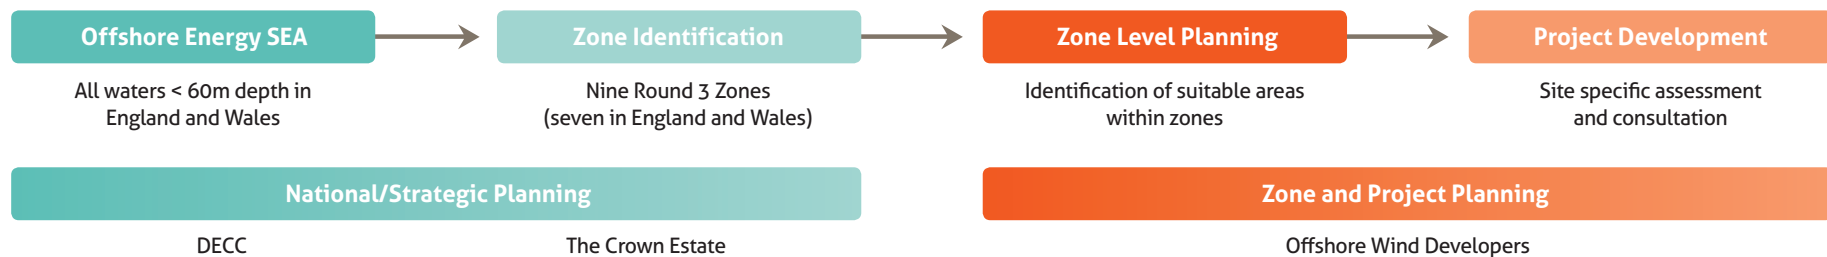 Offshore Energy SEA
Zone Identification
Zone Level Planning
Project Development
All waters < 60m depth in
England and Wales
Nine Round 3 Zones
(seven in England and Wales)
Identification of suitable areas
within zones
Site specific assessment
and consultation
National/Strategic Planning
Zone and Project Planning
DECC
The Crown Estate
Offshore Wind Developers